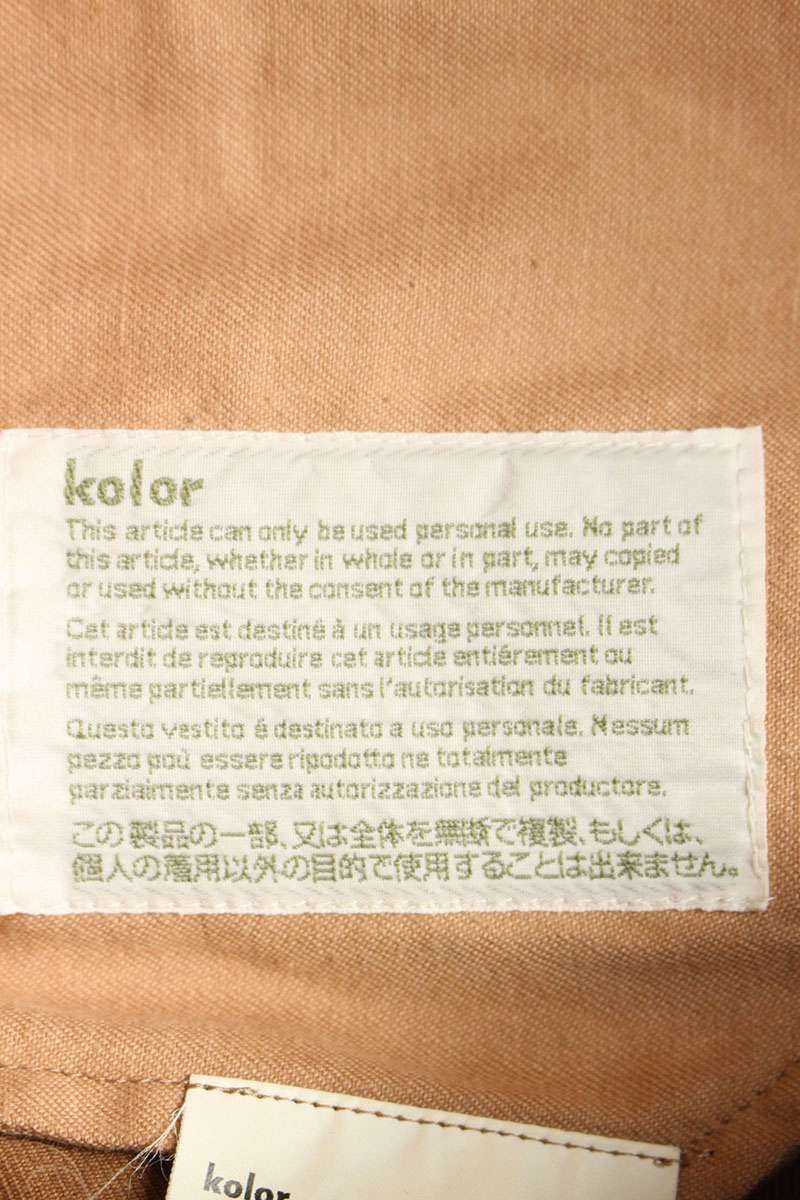 kolor
This article can only be used personal use. No part of
this article, whether in whole or in part, may copied
or used without the consent of the manufacturer.
Cet article est destiné à un usage personnel. Il est
interdit de reproduire cet article entiérement ou
même partiellement sans l'autorisation du fabricant.
Questo vestito é destinato a uso personale. Nessum
pezzo poù essere ripodotto ne totalmente
parzialmente senza autorizzazione del productore.
この製品の一部、又は全体を無断で複製、もしくは、
個人の着用以外の目的で使用することは出来ません。
kolor